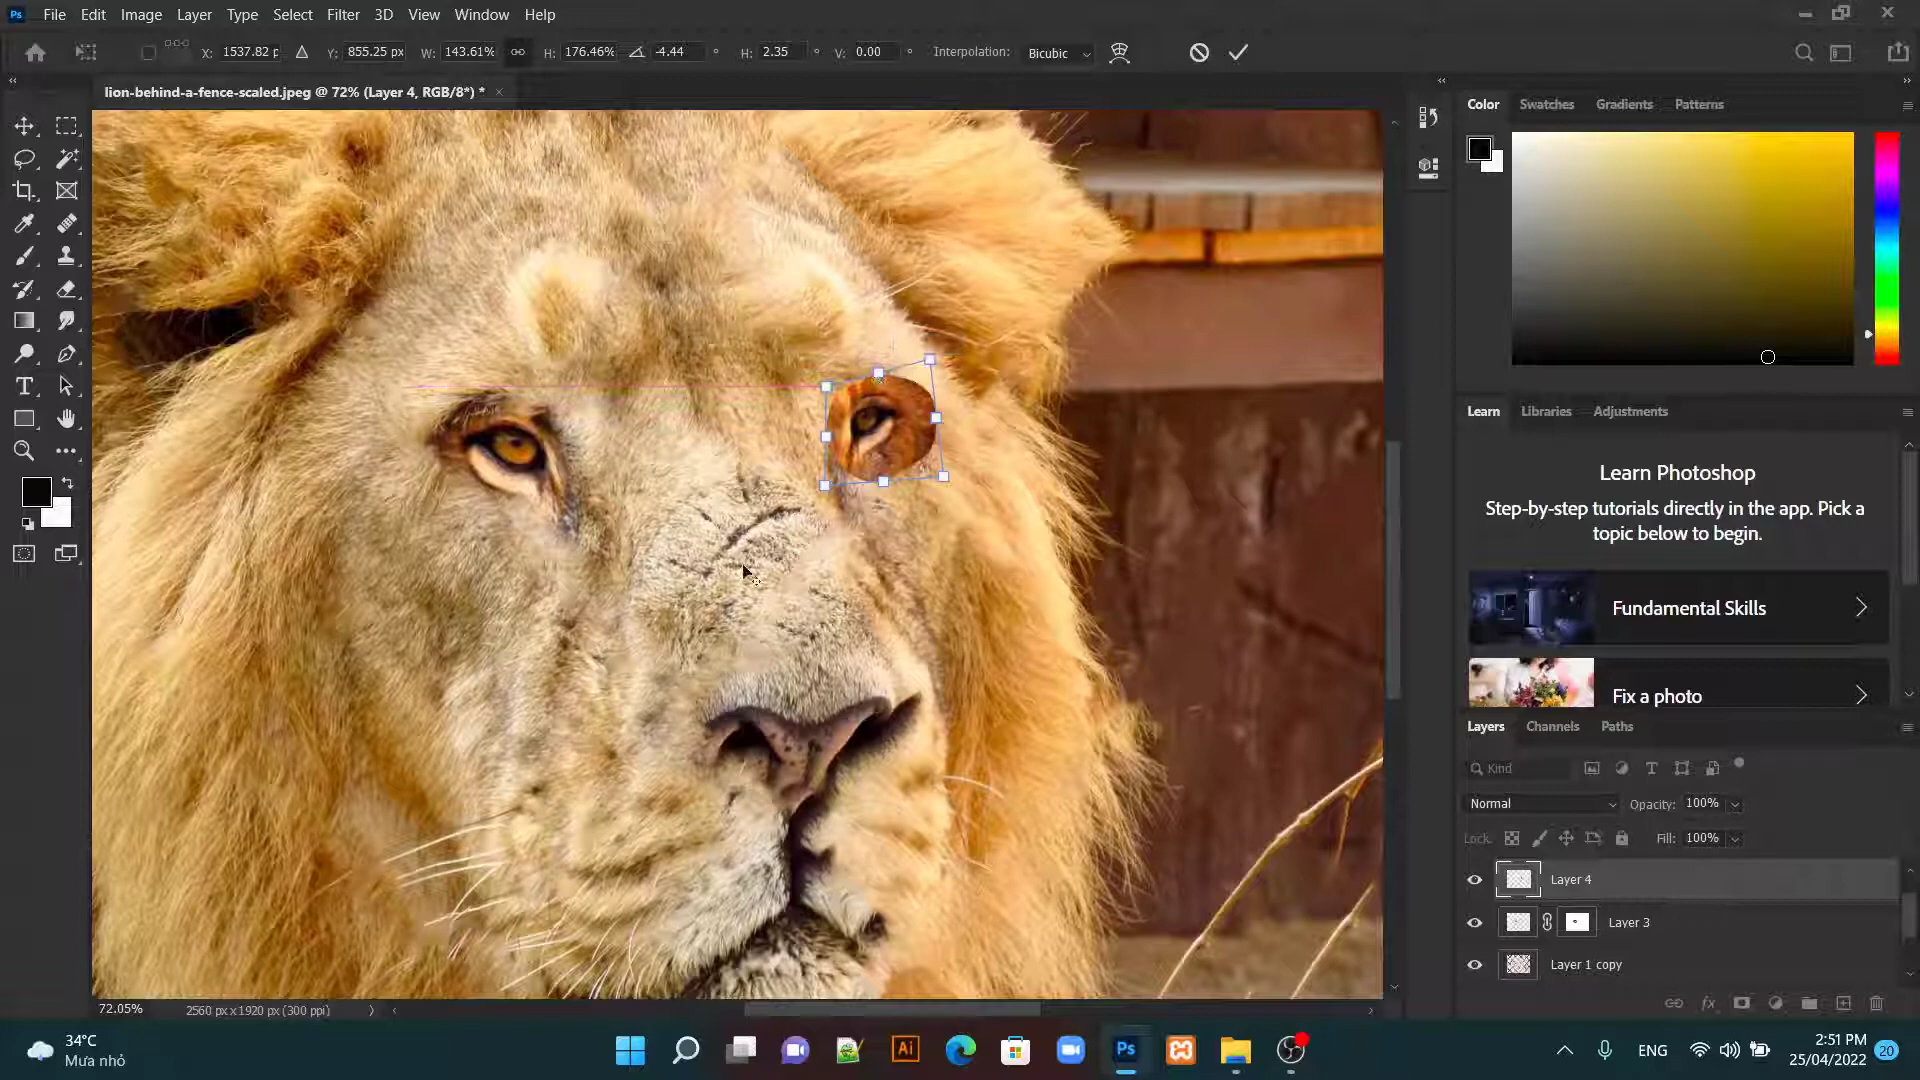 Ps File Edit Image Layer Type Select Filter 3D View Window Help
X: 1537.82 p Y: 855.25 px W: 143.61% H: 176.46% -4.44 ° H: 2.35 ° V: 0.00 ° Interpolation: Bicubic
lion-behind-a-fence-scaled.jpeg @ 72% (Layer 4, RGB/8*) * ×
Color Swatches Gradients Patterns
Learn Libraries Adjustments
Learn Photoshop
Step-by-step tutorials directly in the app. Pick a
topic below to begin.
Fundamental Skills
Fix a photo
Layers Channels Paths
Kind
Normal Opacity: 100%
Lock: Fill: 100%
Layer 4
Layer 3
Layer 1 copy
fx
72.05% 2560 px x 1920 px (300 ppi)
34°C
Mưa nhỏ
Ai
Ps
ENG
2:51 PM
25/04/2022
20